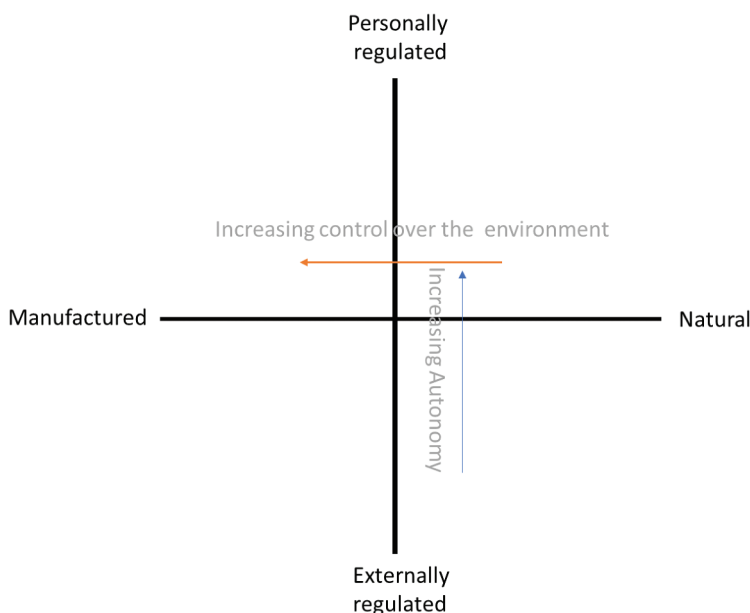 Personally
regulated
Increasing control over the environment
Increasing Autonomy
Manufactured
Natural
Externally
regulated